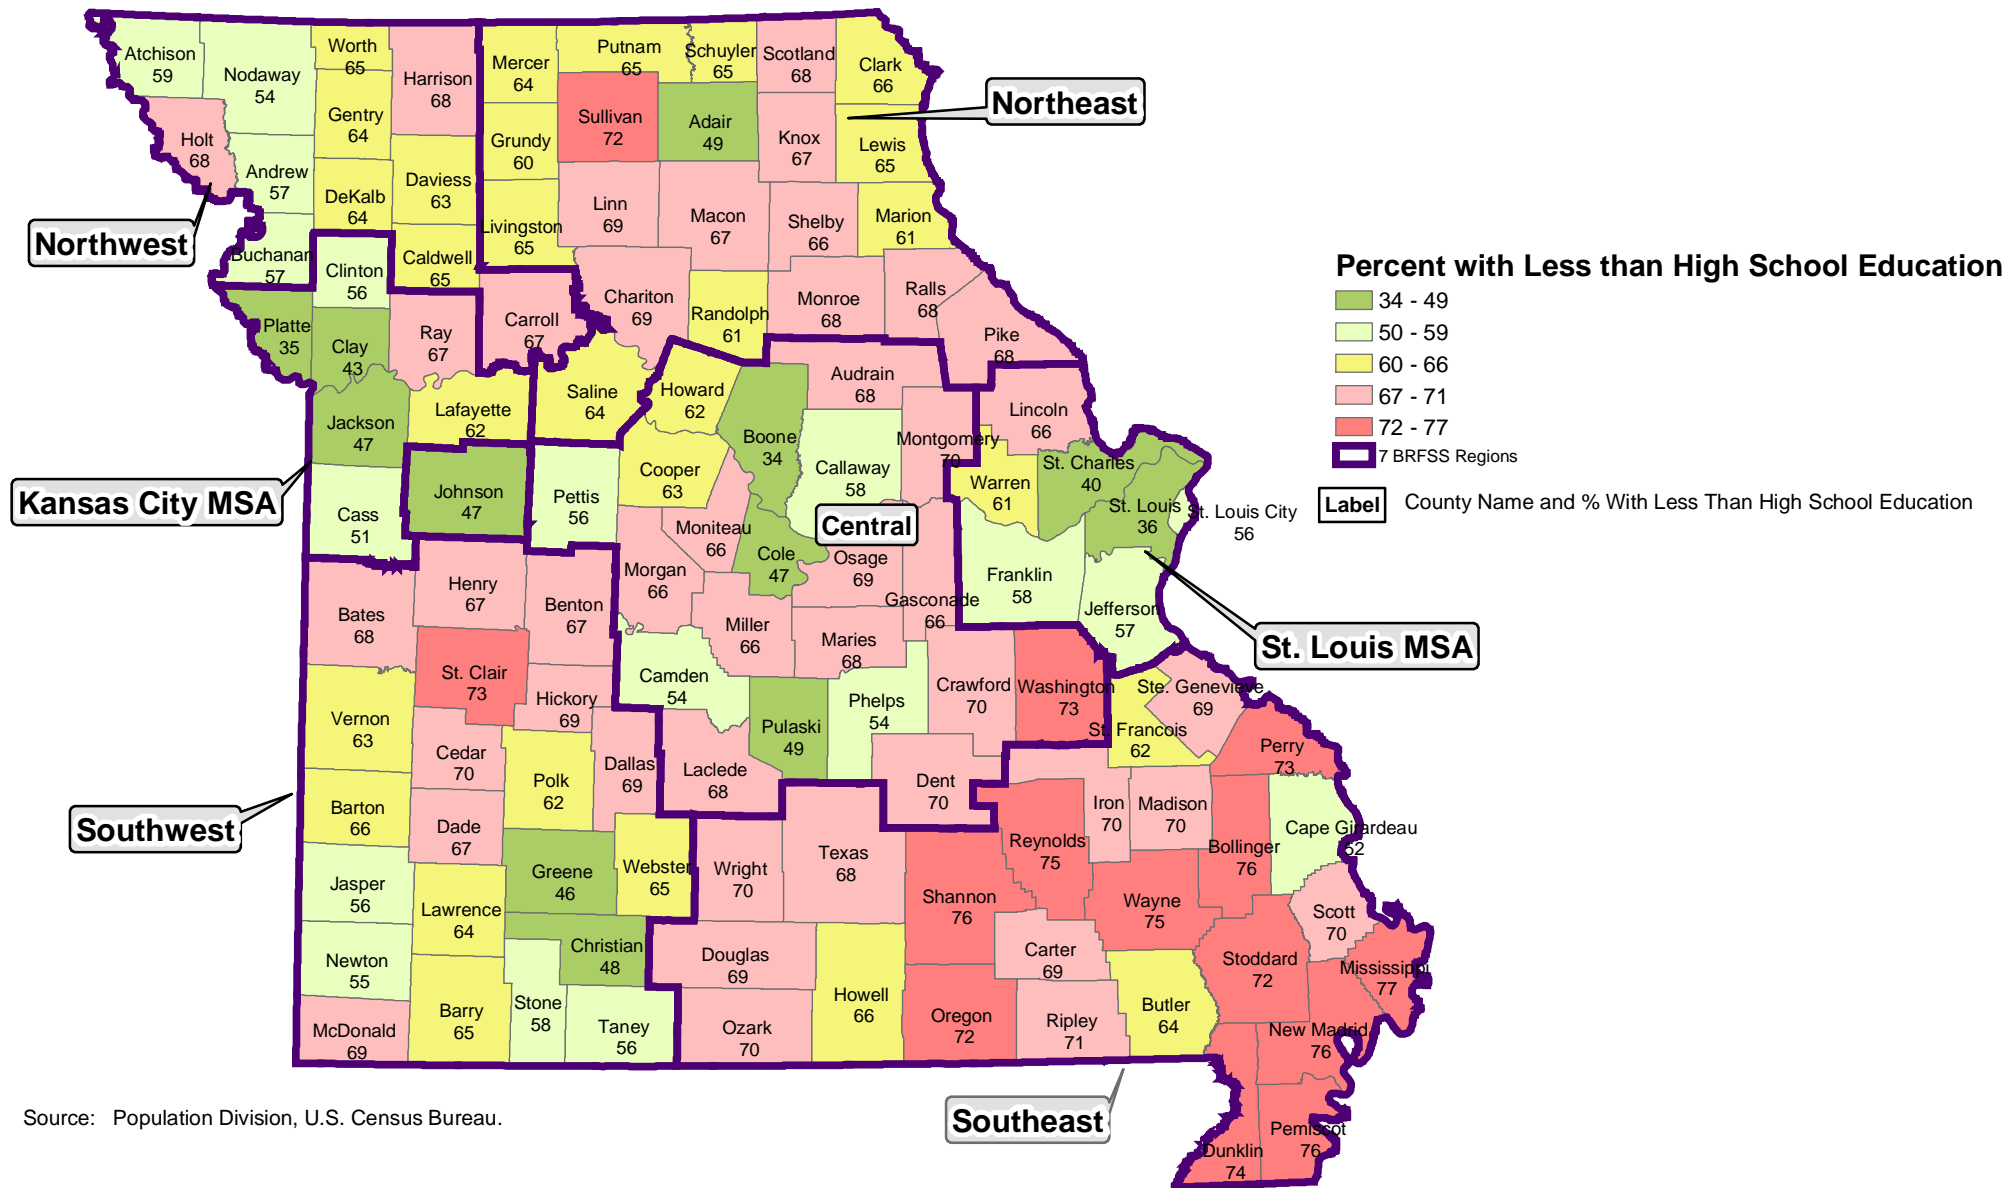 Atchison
59
Nodaway
54
Worth
65
Harrison
68
Mercer
64
Putnam
65
Schuyler
65
Scotland
68
Clark
66
Northeast
Holt
68
Gentry
64
Grundy
60
Sullivan
72
Adair
49
Knox
67
Lewis
65
Andrew
57
DeKalb
64
Daviess
63
Livingston
65
Linn
69
Macon
67
Shelby
66
Marion
61
Northwest
Buchanan
57
Clinton
56
Caldwell
65
Carroll
67
Chariton
69
Randolph
61
Monroe
68
Ralls
68
Pike
68
Platte
35
Clay
43
Ray
67
Jackson
47
Lafayette
62
Saline
64
Howard
62
Boone
34
Audrain
68
Callaway
58
Montgomery
70
Lincoln
66
Warren
61
St. Charles
40
St. Louis
36
St. Louis City
56
Kansas City MSA
Cass
51
Johnson
47
Pettis
56
Cooper
63
Moniteau
66
Cole
47
Central
Osage
69
Gasconade
66
Franklin
58
Jefferson
57
St. Louis MSA
Bates
68
Henry
67
Benton
67
Morgan
66
Miller
66
Maries
68
St. Clair
73
Hickory
69
Camden
54
Pulaski
49
Phelps
54
Crawford
70
Washington
73
Ste. Genevieve
69
St. Francois
62
Perry
73
Vernon
63
Cedar
70
Polk
62
Dallas
69
Laclede
68
Dent
70
Iron
70
Madison
70
Bollinger
76
Cape Girardeau
52
Southwest
Barton
66
Dade
67
Greene
46
Webster
65
Wright
70
Texas
68
Reynolds
75
Jasper
56
Lawrence
64
Christian
48
Douglas
69
Shannon
76
Carter
69
Wayne
75
Scott
70
Stoddard
72
Mississippi
77
Newton
55
McDonald
69
Barry
65
Stone
58
Taney
56
Ozark
70
Howell
66
Oregon
72
Ripley
71
Butler
64
New Madrid
76
Southeast
Dunklin
74
Pemiscot
76
Percent with Less than High School Education
34 - 49
50 - 59
60 - 66
67 - 71
72 - 77
7 BRFSS Regions
Label County Name and % With Less Than High School Education
Source: Population Division, U.S. Census Bureau.